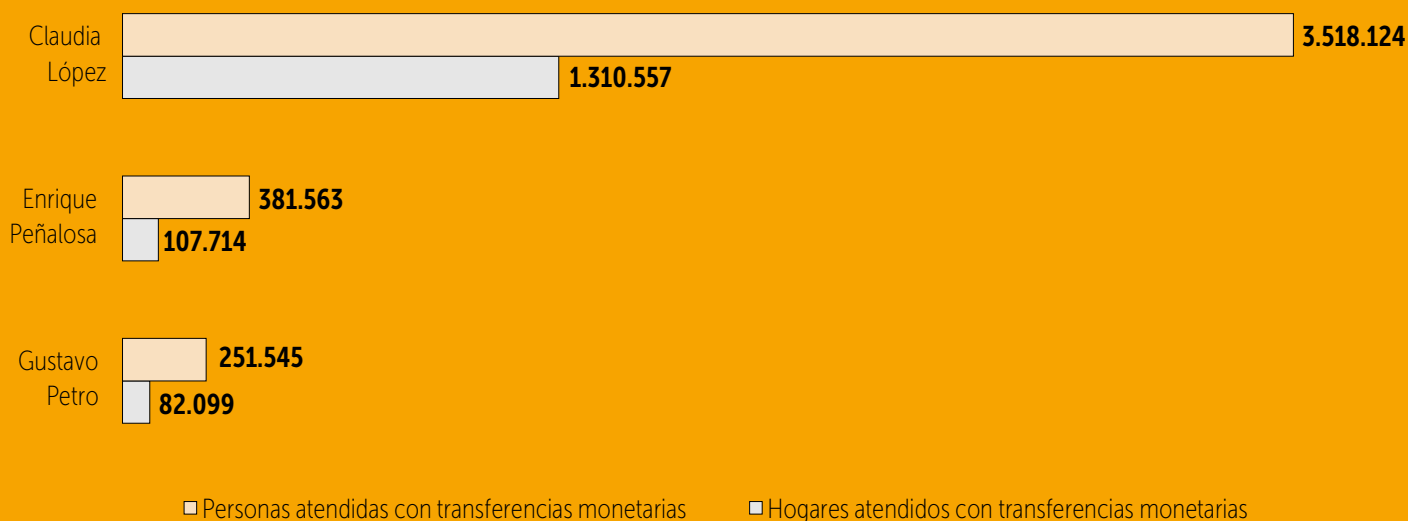 Claudia
López
3.518.124
1.310.557
Enrique
Peñalosa
381.563
107.714
Gustavo
Petro
251.545
82.099
Personas atendidas con transferencias monetarias
Hogares atendidos con transferencias monetarias